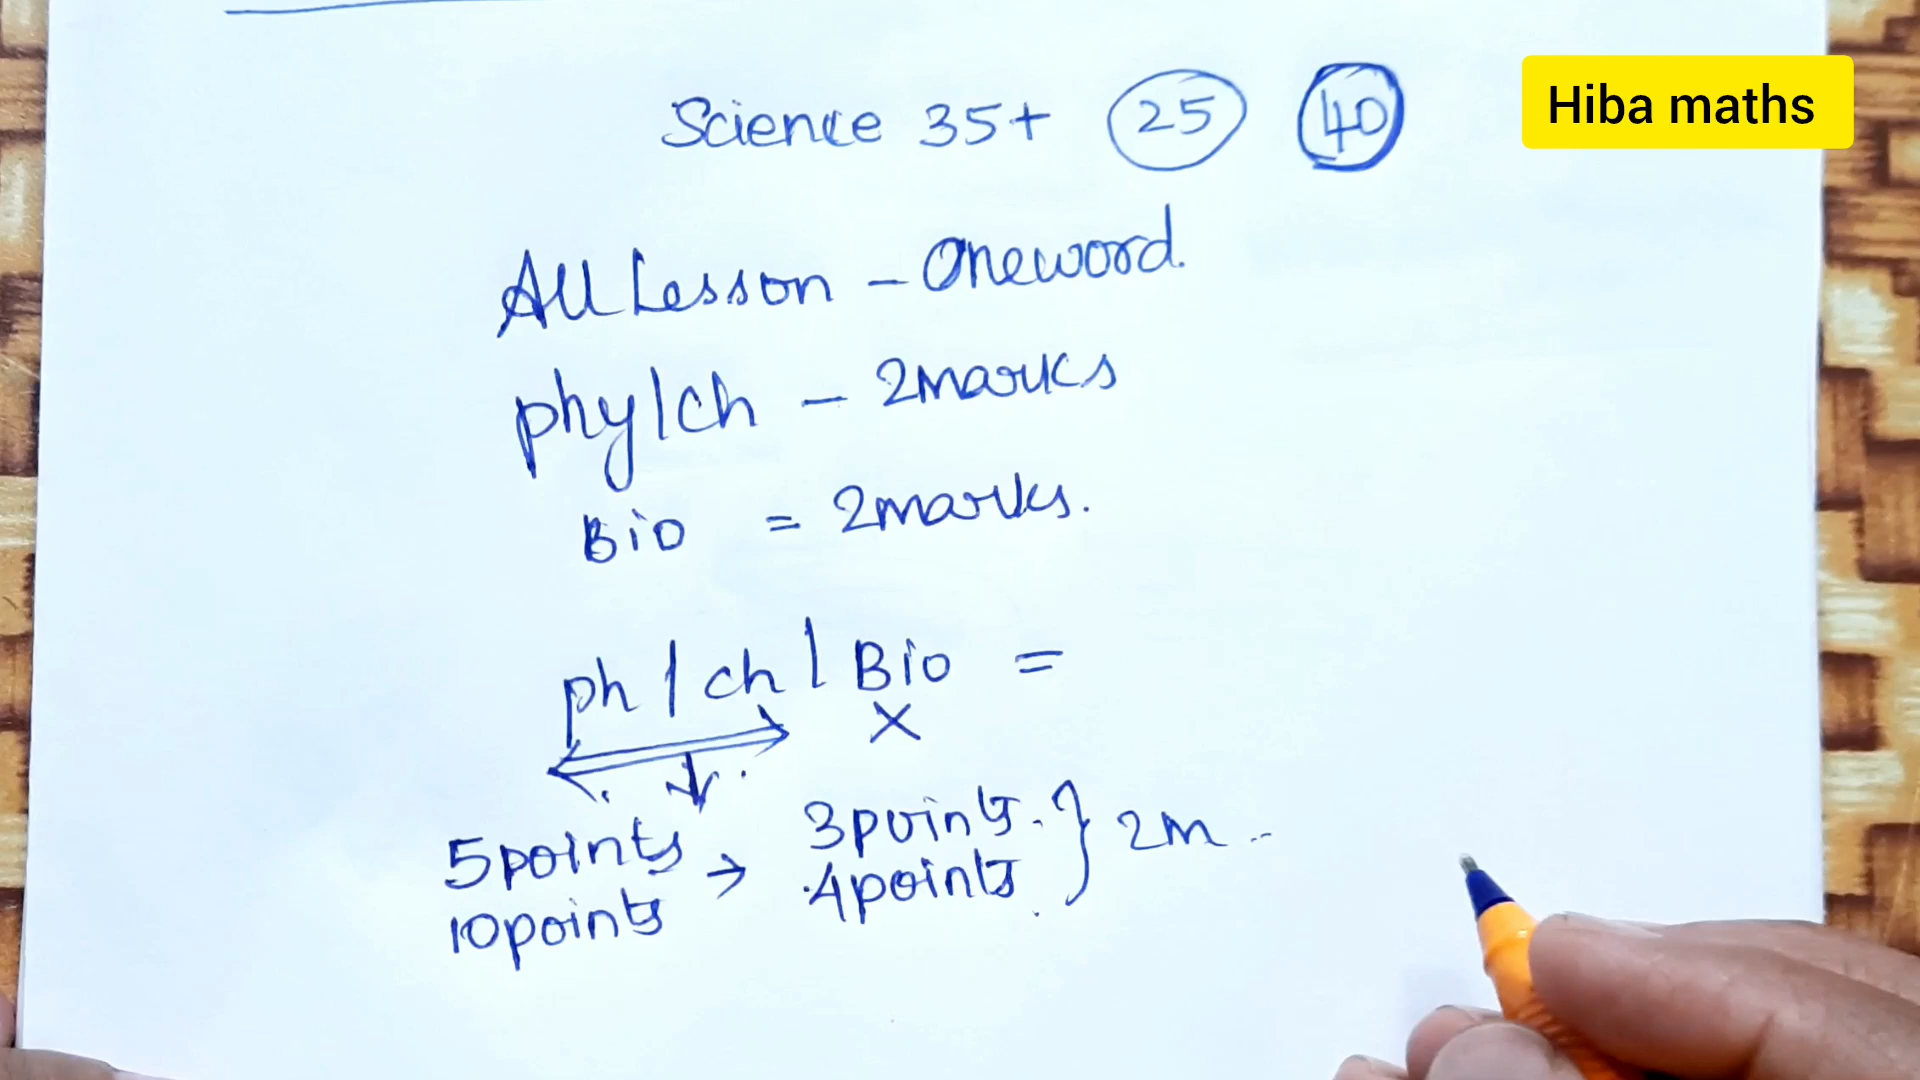 Science 35+ 25 40
Hiba maths
All Lesson - Oneword.
phy/ch - 2marks
Bio = 2marks.
ph / ch / Bio =
X
5points → 3points. } 2m
10points 4points